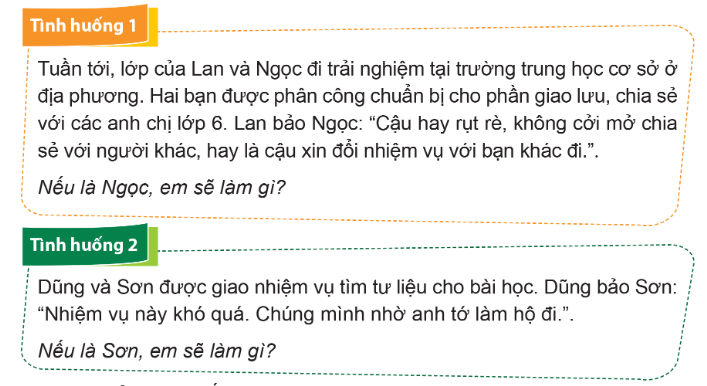 Tình huống 1
Tuần tới, lớp của Lan và Ngọc đi trải nghiệm tại trường trung học cơ sở ở
địa phương. Hai bạn được phân công chuẩn bị cho phần giao lưu, chia sẻ
với các anh chị lớp 6. Lan bảo Ngọc: “Cậu hay rụt rè, không cởi mở chia
sẻ với người khác, hay là cậu xin đổi nhiệm vụ với bạn khác đi.”.
Nếu là Ngọc, em sẽ làm gì?
Tình huống 2
Dũng và Sơn được giao nhiệm vụ tìm tư liệu cho bài học. Dũng bảo Sơn:
“Nhiệm vụ này khó quá. Chúng mình nhờ anh tớ làm hộ đi.”.
Nếu là Sơn, em sẽ làm gì?